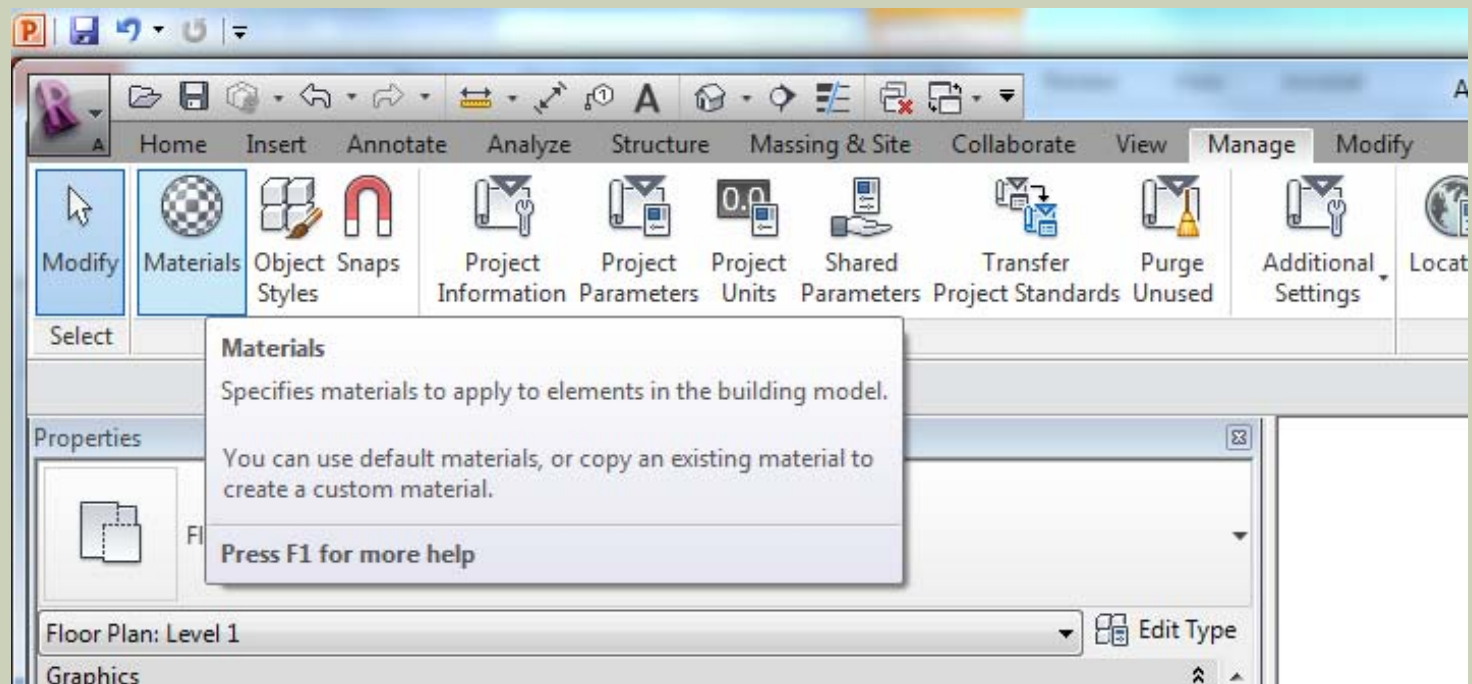 P
R
A
A
A
Home Insert Annotate Analyze Structure Massing & Site Collaborate View Manage Modify
Modify Materials Object Styles Snaps Project Information Project Parameters 0.0 Project Units Shared Parameters Transfer Project Standards Purge Unused Additional Settings Locat
Select
Materials
Specifies materials to apply to elements in the building model.
You can use default materials, or copy an existing material to
create a custom material.
Press F1 for more help
Properties
Fl
Floor Plan: Level 1
Edit Type
Graphics